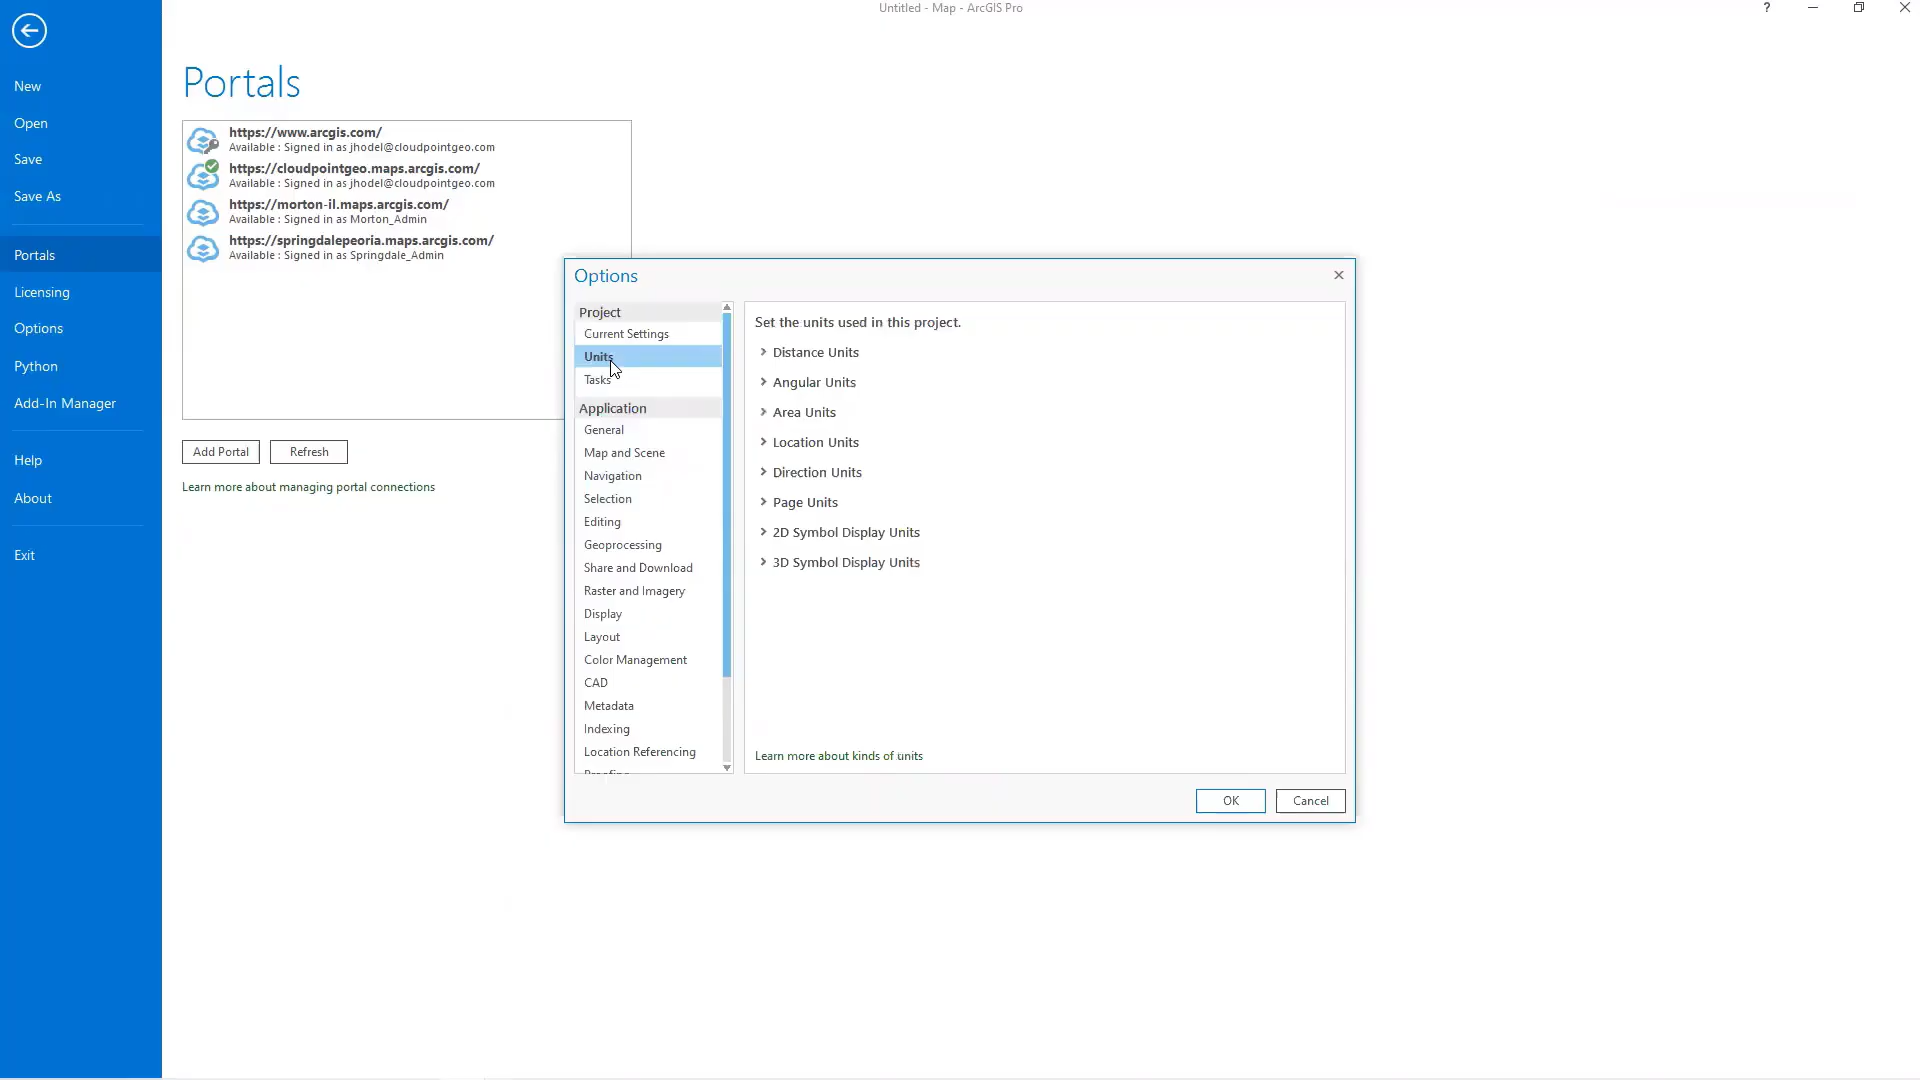 Untitled - Map - ArcGIS Pro
?
New
Open
Save
Save As
Portals
Licensing
Options
Python
Add-In Manager
Help
About
Exit
Portals
https://www.arcgis.com/
Available : Signed in as jhodel@cloudpointgeo.com
https://cloudpointgeo.maps.arcgis.com/
Available : Signed in as jhodel@cloudpointgeo.com
https://morton-il.maps.arcgis.com/
Available : Signed in as Morton_Admin
https://springdalepeoria.maps.arcgis.com/
Available : Signed in as Springdale_Admin
Add Portal
Refresh
Learn more about managing portal connections
Options
Project
Current Settings
Units
Tasks
Application
General
Map and Scene
Navigation
Selection
Editing
Geoprocessing
Share and Download
Raster and Imagery
Display
Layout
Color Management
CAD
Metadata
Indexing
Location Referencing
Set the units used in this project.
Distance Units
Angular Units
Area Units
Location Units
Direction Units
Page Units
2D Symbol Display Units
3D Symbol Display Units
Learn more about kinds of units
OK
Cancel